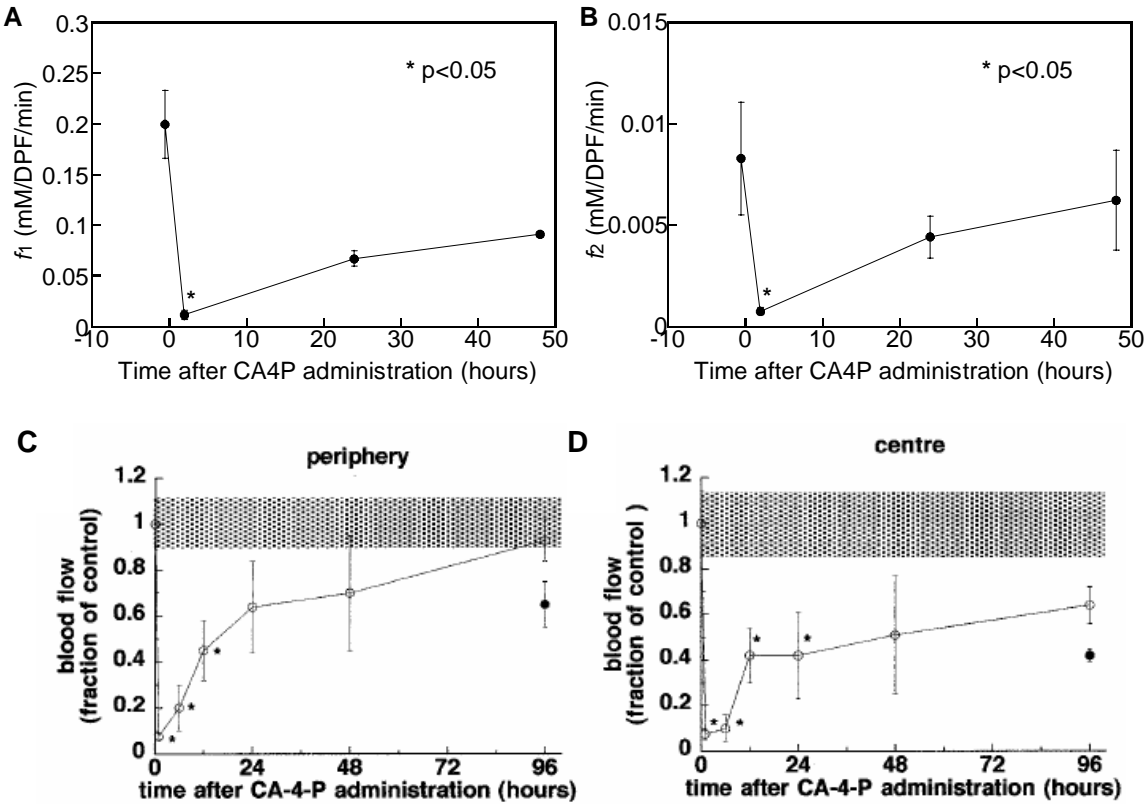 A
0.3
0.25
0.2
0.15
0.1
0.05
0
f1 (mM/DPF/min)
* p<0.05
*
-10 0 10 20 30 40 50
Time after CA4P administration (hours)
B
0.015
0.01
0.005
0
f2 (mM/DPF/min)
* p<0.05
*
-10 0 10 20 30 40 50
Time after CA4P administration (hours)
C
periphery
1.2
1
0.8
0.6
0.4
0.2
0
blood flow
(fraction of control)
* * *
0 24 48 72 96
time after CA-4-P administration (hours)
D
centre
1.2
1
0.8
0.6
0.4
0.2
0
blood flow
(fraction of control )
* * * *
0 24 48 72 96
time after CA-4-P administration (hours)